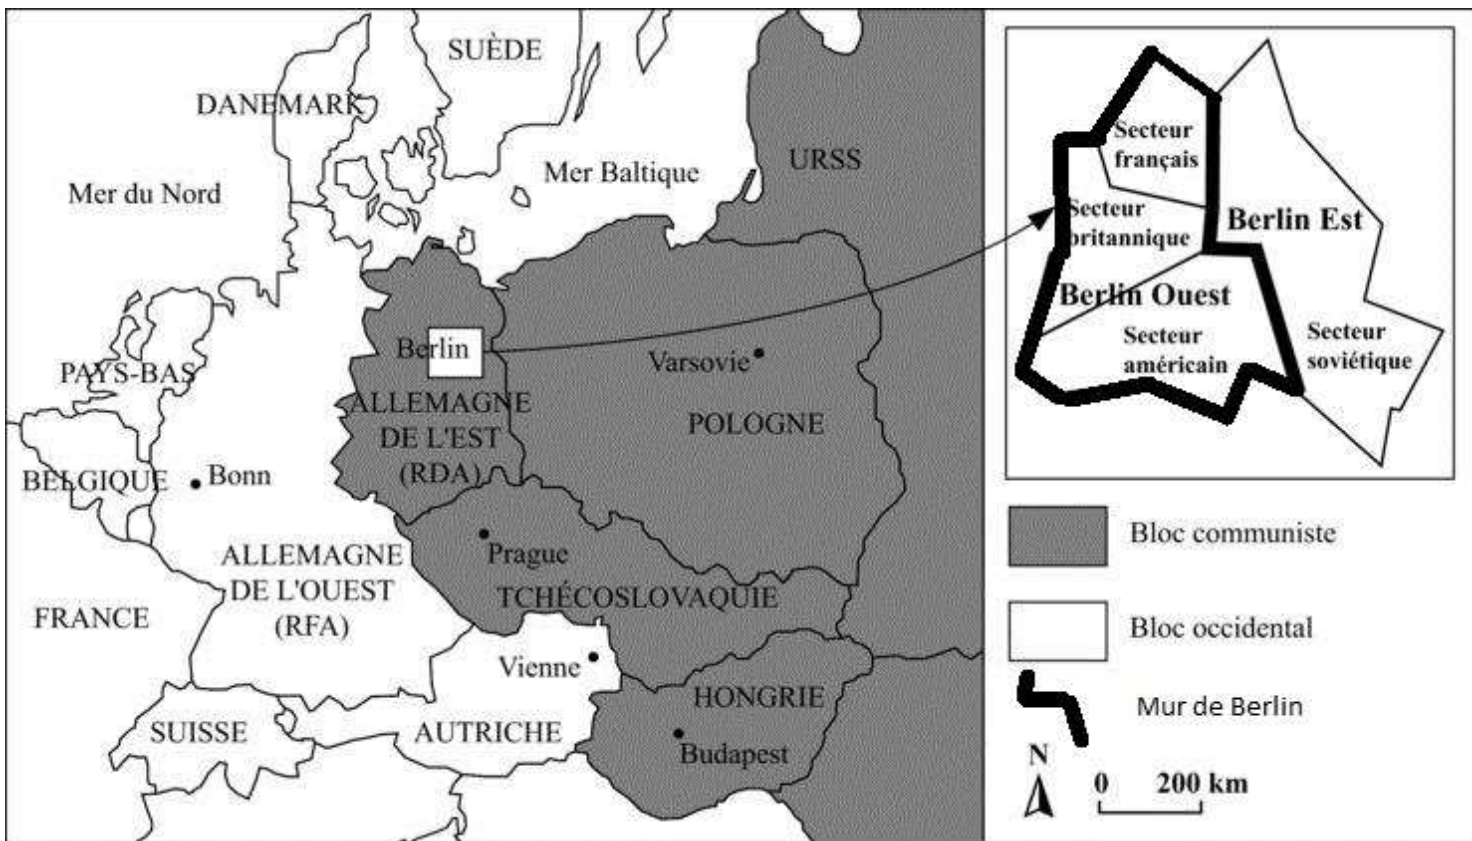 SUÈDE
DANEMARK
Mer du Nord
Mer Baltique
URSS
Berlin
PAYS-BAS
Varsovie
ALLEMAGNE
DE L'EST
(RDA)
POLOGNE
BELGIQUE
Bonn
Prague
ALLEMAGNE
DE L'OUEST
(RFA)
TCHÉCOSLOVAQUIE
FRANCE
Vienne
HONGRIE
SUISSE
AUTRICHE
Budapest
Secteur
français
Secteur
britannique
Berlin Est
Berlin Ouest
Secteur
américain
Secteur
soviétique
Bloc communiste
Bloc occidental
Mur de Berlin
N
0 200 km